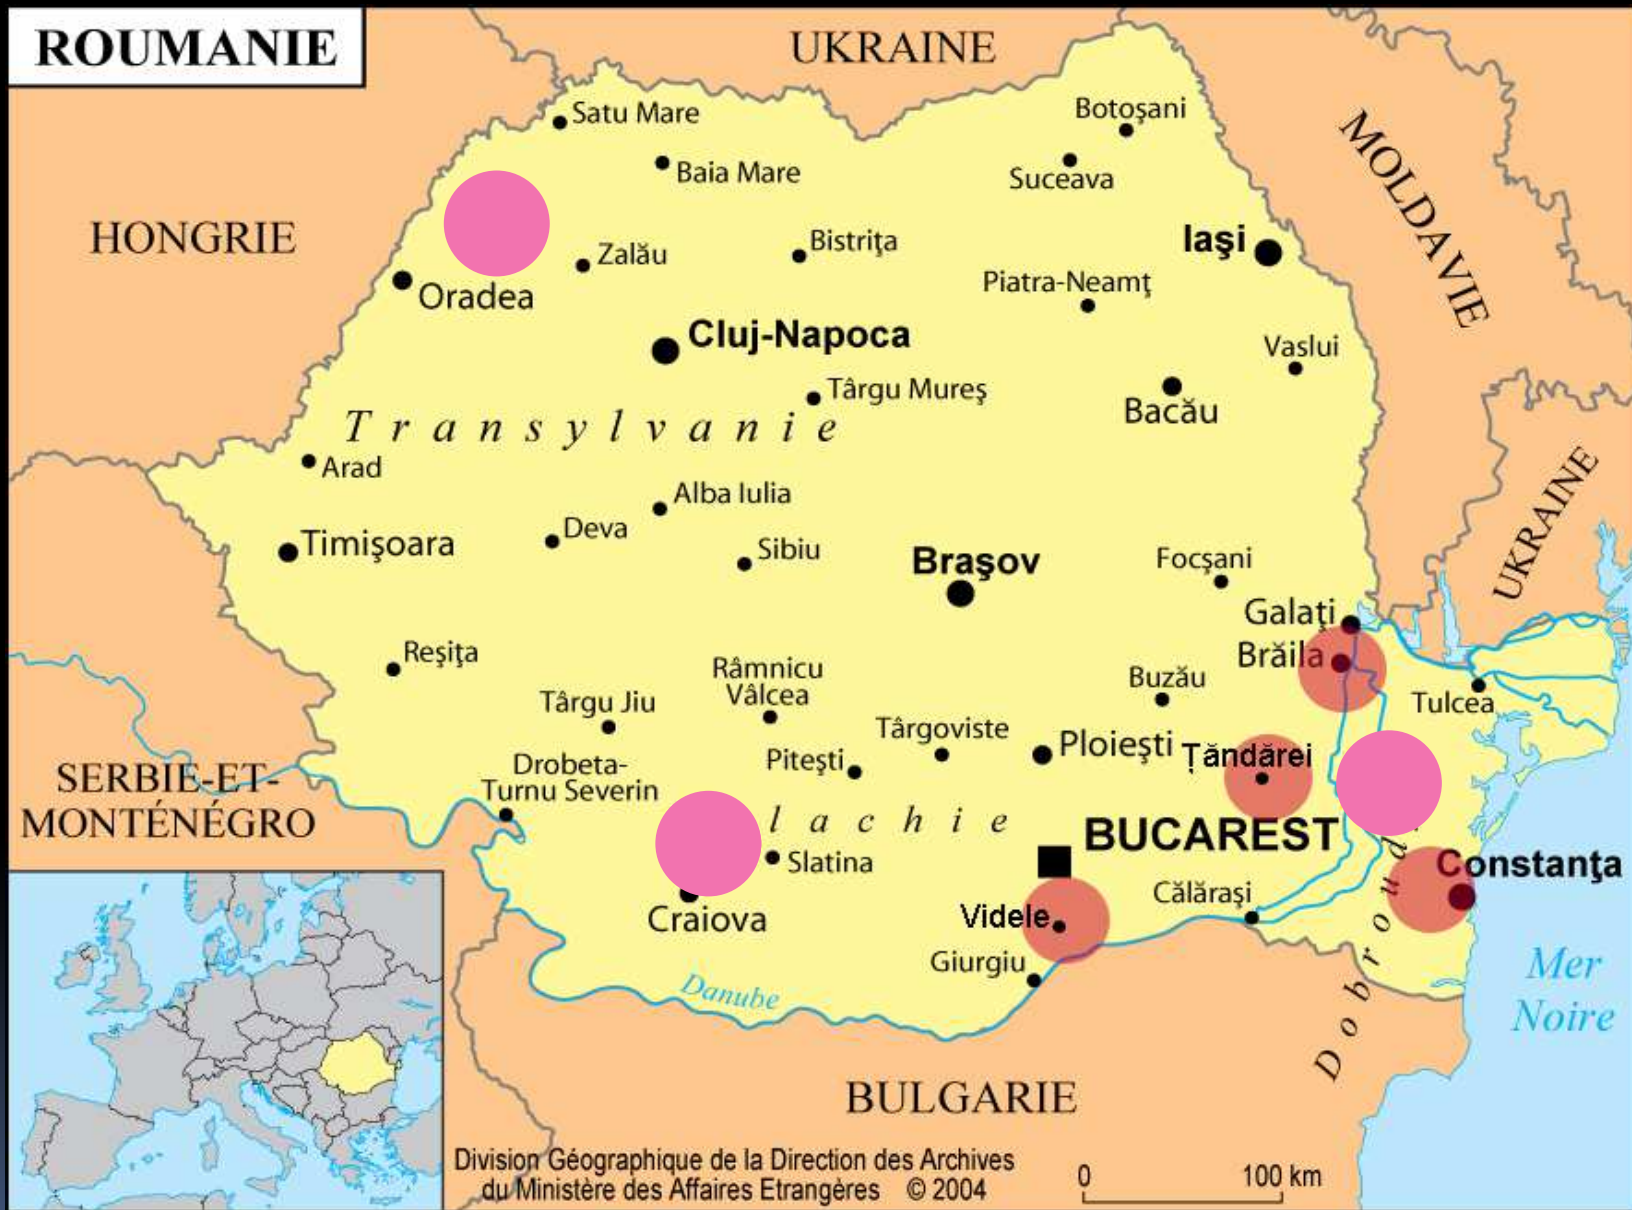 ROUMANIE
UKRAINE
Satu Mare
Botoşani
MOLDAVIE
Baia Mare
Suceava
HONGRIE
Zalău
Bistriţa
Iaşi
Piatra-Neamţ
Oradea
Cluj-Napoca
Vaslui
Târgu Mureş
Bacău
Transylvanie
Arad
UKRAINE
Alba Iulia
Deva
Timişoara
Sibiu
Braşov
Focşani
Galaţi
Brăila
Reşiţa
Râmnicu
Vâlcea
Buzău
Tulcea
Târgu Jiu
Târgoviste
Ploieşti
Ţăndărei
Piteşti
Drobeta-
Turnu Severin
SERBIE-ET-
MONTÉNÉGRO
lachie
BUCAREST
Slatina
Constanţa
Călăraşi
Craiova
Videle
Giurgiu
Dobroud
Danube
Mer
Noire
BULGARIE
Division Géographique de la Direction des Archives
du Ministère des Affaires Etrangères © 2004
0 100 km